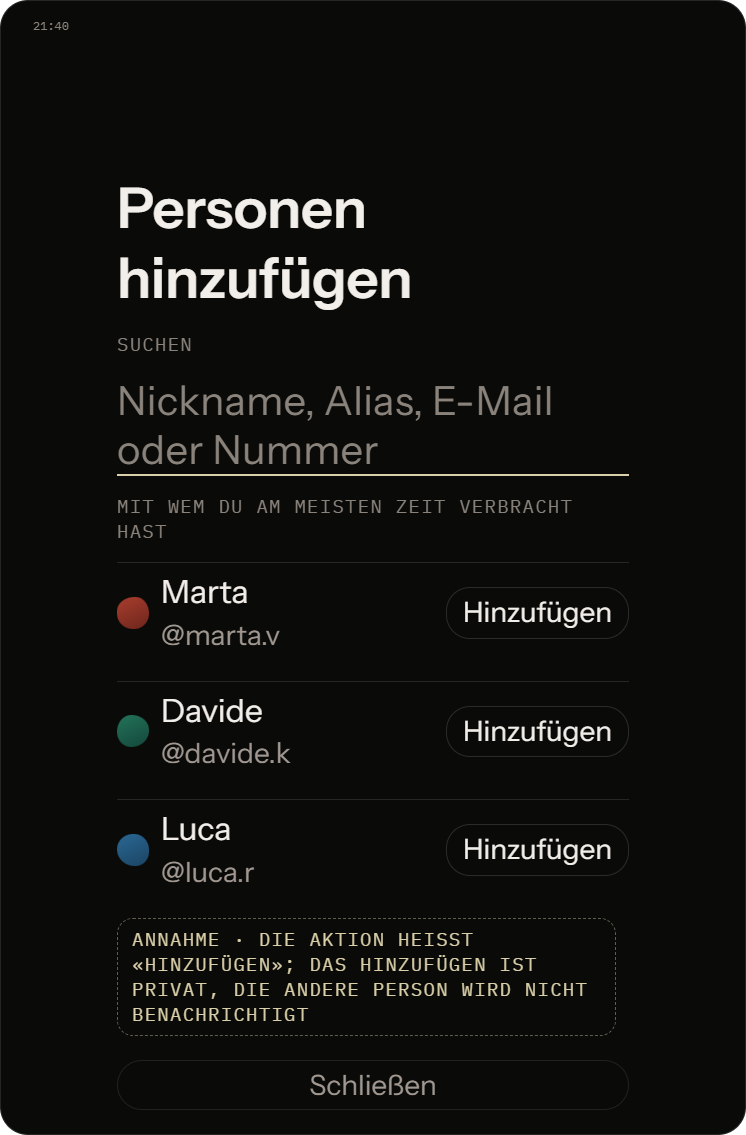 21:40
Personen
hinzufügen
SUCHEN
Nickname, Alias, E-Mail
oder Nummer
MIT WEM DU AM MEISTEN ZEIT VERBRACHT
HAST
Marta
@marta.v
Hinzufügen
Davide
@davide.k
Hinzufügen
Luca
@luca.r
Hinzufügen
ANNAHME · DIE AKTION HEISST
«HINZUFÜGEN»; DAS HINZUFÜGEN IST
PRIVAT, DIE ANDERE PERSON WIRD NICHT
BENACHRICHTIGT
Schließen